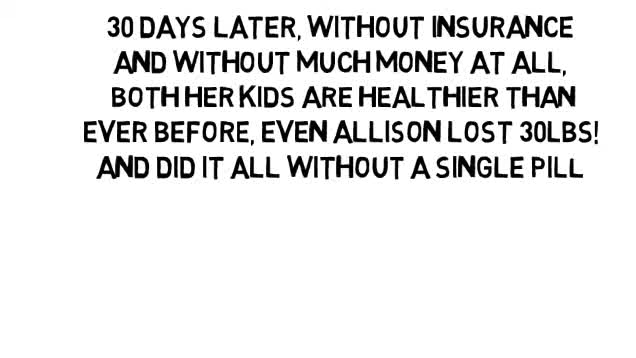 30 DAYS LATER, WITHOUT INSURANCE
AND WITHOUT MUCH MONEY AT ALL,
BOTH HER KIDS ARE HEALTHIER THAN
EVER BEFORE, EVEN ALLISON LOST 30LBS!
AND DID IT ALL WITHOUT A SINGLE PILL